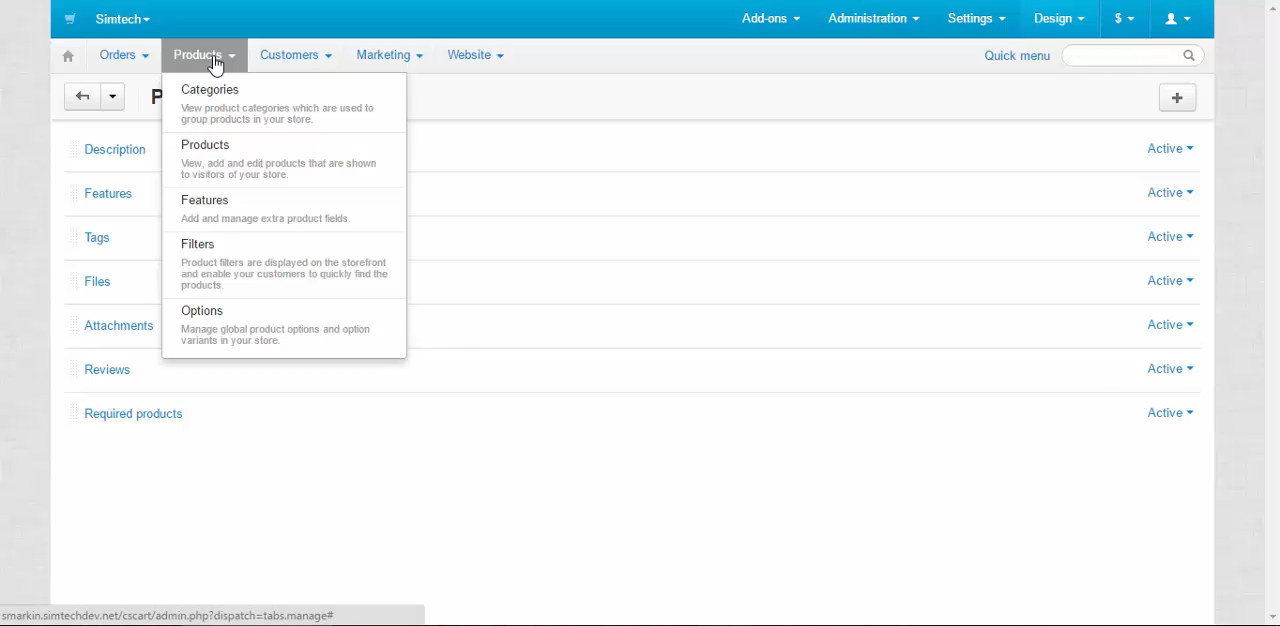 Simtech
Add-ons
Administration
Settings
Design
$
Orders
Products
Customers
Marketing
Website
Quick menu
P
Categories
View product categories which are used to
group products in your store.
Products
View, add and edit products that are shown
to visitors of your store.
Features
Add and manage extra product fields.
Filters
Product filters are displayed on the storefront
and enable your customers to quickly find the
products.
Options
Manage global product options and option
variants in your store.
Description
Active
Features
Active
Tags
Active
Files
Active
Attachments
Active
Reviews
Active
Required products
Active
smarkin.simtechdev.net/cscart/admin.php?dispatch=tabs.manage#